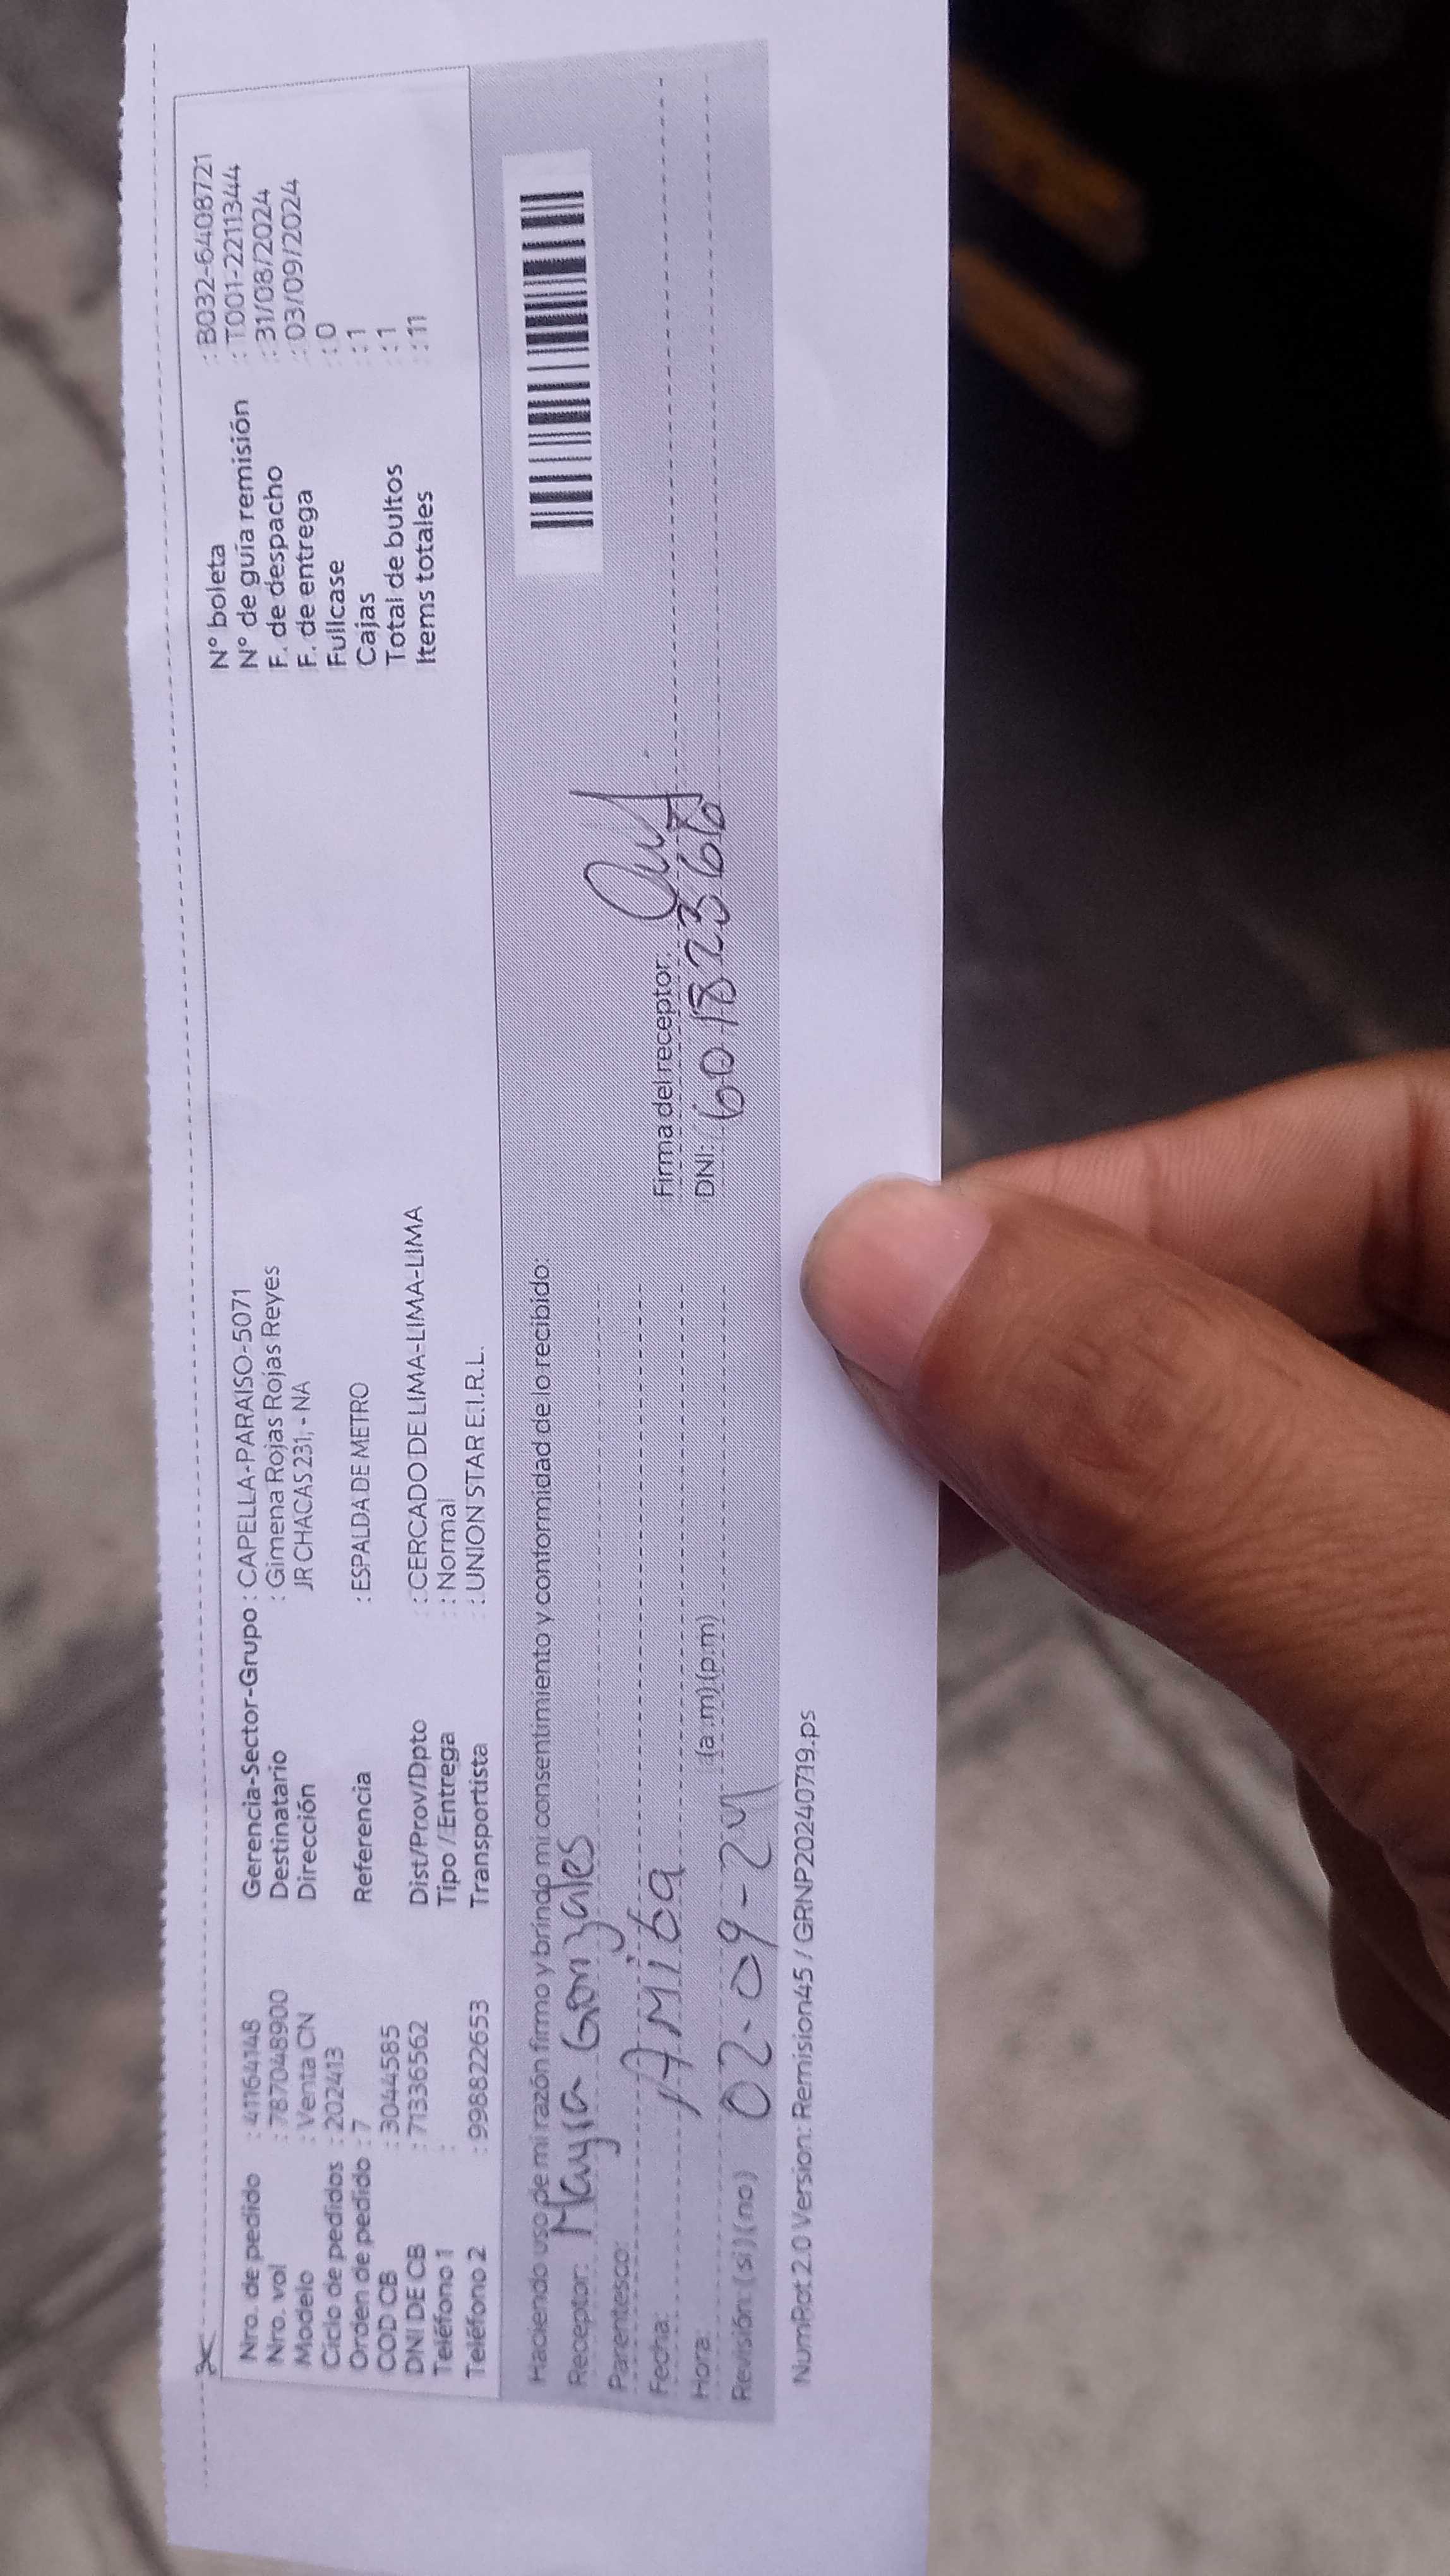 Nro. de pedido : 41164148 Gerencia-Sector-Grupo : CAPELLA-PARAISO-5071 N° boleta : B032-6408721
Nro. vol : 787048900 Destinatario : Gimena Rojas Rojas Reyes N° de guía remisión : T001-2211344
Modelo : Venta CN Dirección JR CHACAS 231, - NA F. de despacho : 31/08/2024
Ciclo de pedidos : 202413 F. de entrega : 03/09/2024
Orden de pedido : 7 Referencia : ESPALDA DE METRO Fullcase : 0
COD CB : 3044585 Cajas : 1
DNI DE CB : 71336562 Dist/Prov/Dpto : CERCADO DE LIMA-LIMA-LIMA Total de bultos : 1
Teléfono 1 : Tipo / Entrega : Normal Items totales : 11
Teléfono 2 : 998822653 Transportista : UNION STAR E.I.R.L.
Haciendo uso de mi razón firmo y brindo mi consentimiento y conformidad de lo recibido:
Receptor: Mayra Gonzales
Parentesco:
Fecha: AMiga Firma del receptor:
Hora: (a.m) (p.m) DNI: 60182366
Revisión: (si) (no) 02-09-24
NumRot 2.0 Version: Remision45 / GRNP20240719.ps